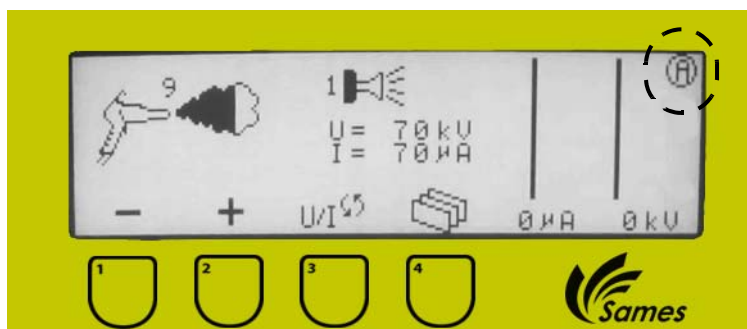 A
9
1
U= 70kV
I= 70µA
- + U/I
0µA 0kV
1 2 3 4
Sames